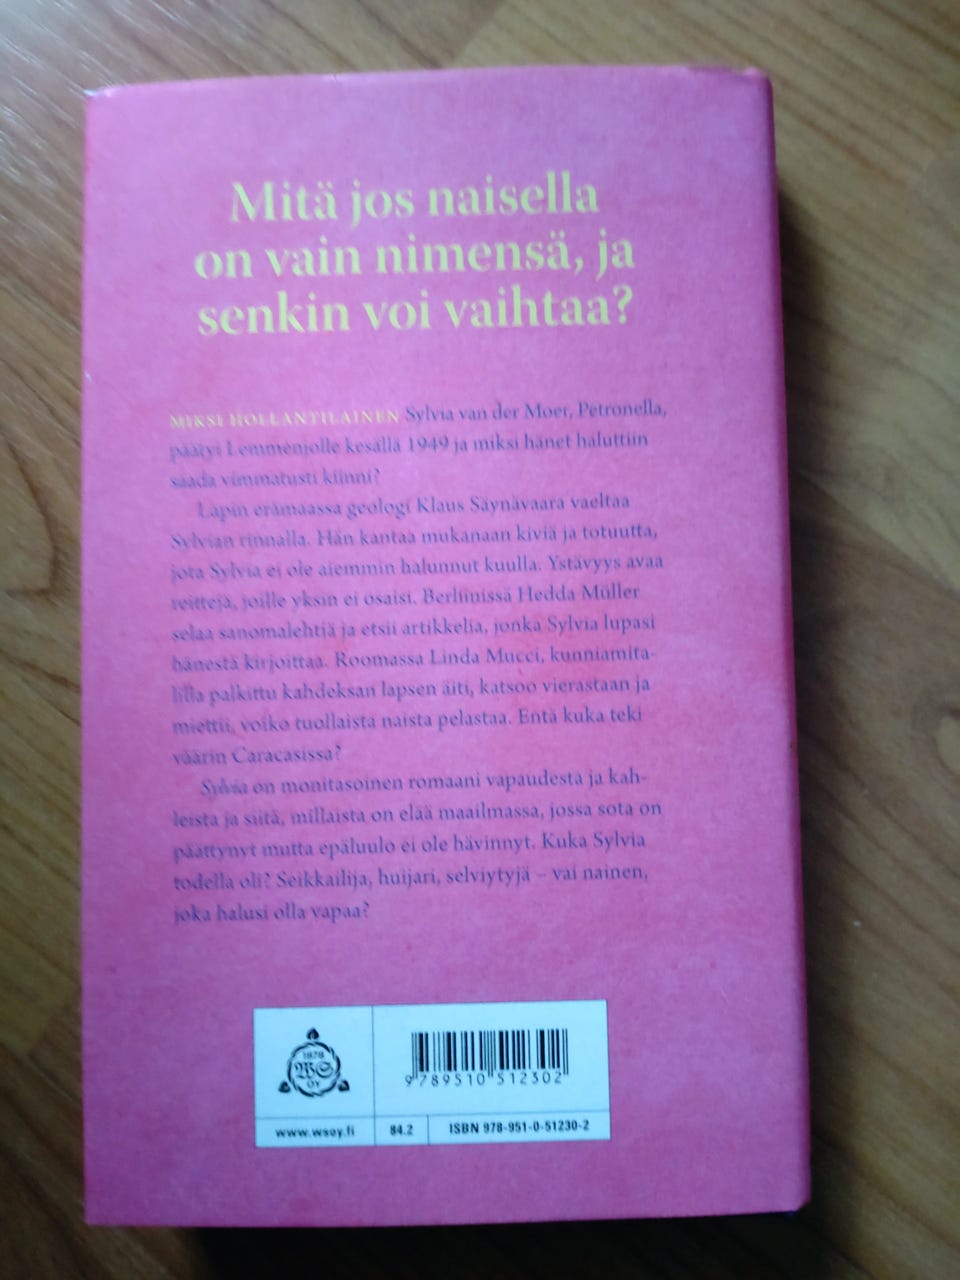 Mitä jos naisella
on vain nimensä, ja
senkin voi vaihtaa?
MIKSI HOLLANTILAINEN Sylvia van der Moer, Petronella,
päätyi Lemmenjolle kesällä 1949 ja miksi hänet haluttiin
saada vimmatusti kiinni?
Lapin erämaassa geologi Klaus Säynävaara vaeltaa
Sylvian rinnalla. Hän kantaa mukanaan kiviä ja totuutta,
jota Sylvia ei ole aiemmin halunnut kuulla. Ystävyys avaa
reittejä, joille yksin ei osaisi. Berliinissä Hedda Müller
selaa sanomalehtiä ja etsii artikkelia, jonka Sylvia lupasi
hänestä kirjoittaa. Roomassa Linda Mucci, kunniamita-
lilla palkittu kahdeksan lapsen äiti, katsoo vierastaan ja
miettii, voiko tuollaista naista pelastaa. Entä kuka teki
väärin Caracasissa?
Sylvia on monitasoinen romaani vapaudesta ja kah-
leista ja siitä, millaista on elää maailmassa, jossa sota on
päättynyt mutta epäluulo ei ole hävinnyt. Kuka Sylvia
todella oli? Seikkailija, huijari, selviytyjä – vai nainen,
joka halusi olla vapaa?
1878
WS
OY
9 789510 512302
www.wsoy.fi
84.2
ISBN 978-951-0-51230-2